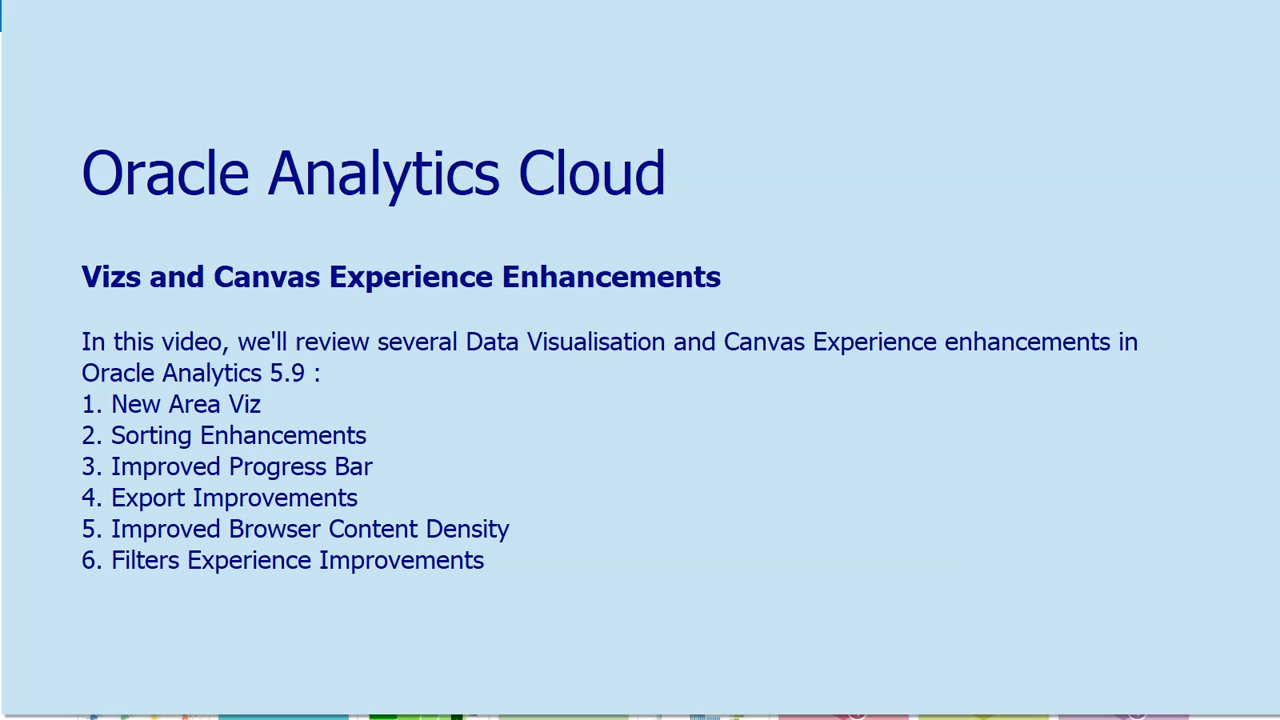 Oracle Analytics Cloud
Vizs and Canvas Experience Enhancements
In this video, we'll review several Data Visualisation and Canvas Experience enhancements in
Oracle Analytics 5.9 :
1. New Area Viz
2. Sorting Enhancements
3. Improved Progress Bar
4. Export Improvements
5. Improved Browser Content Density
6. Filters Experience Improvements